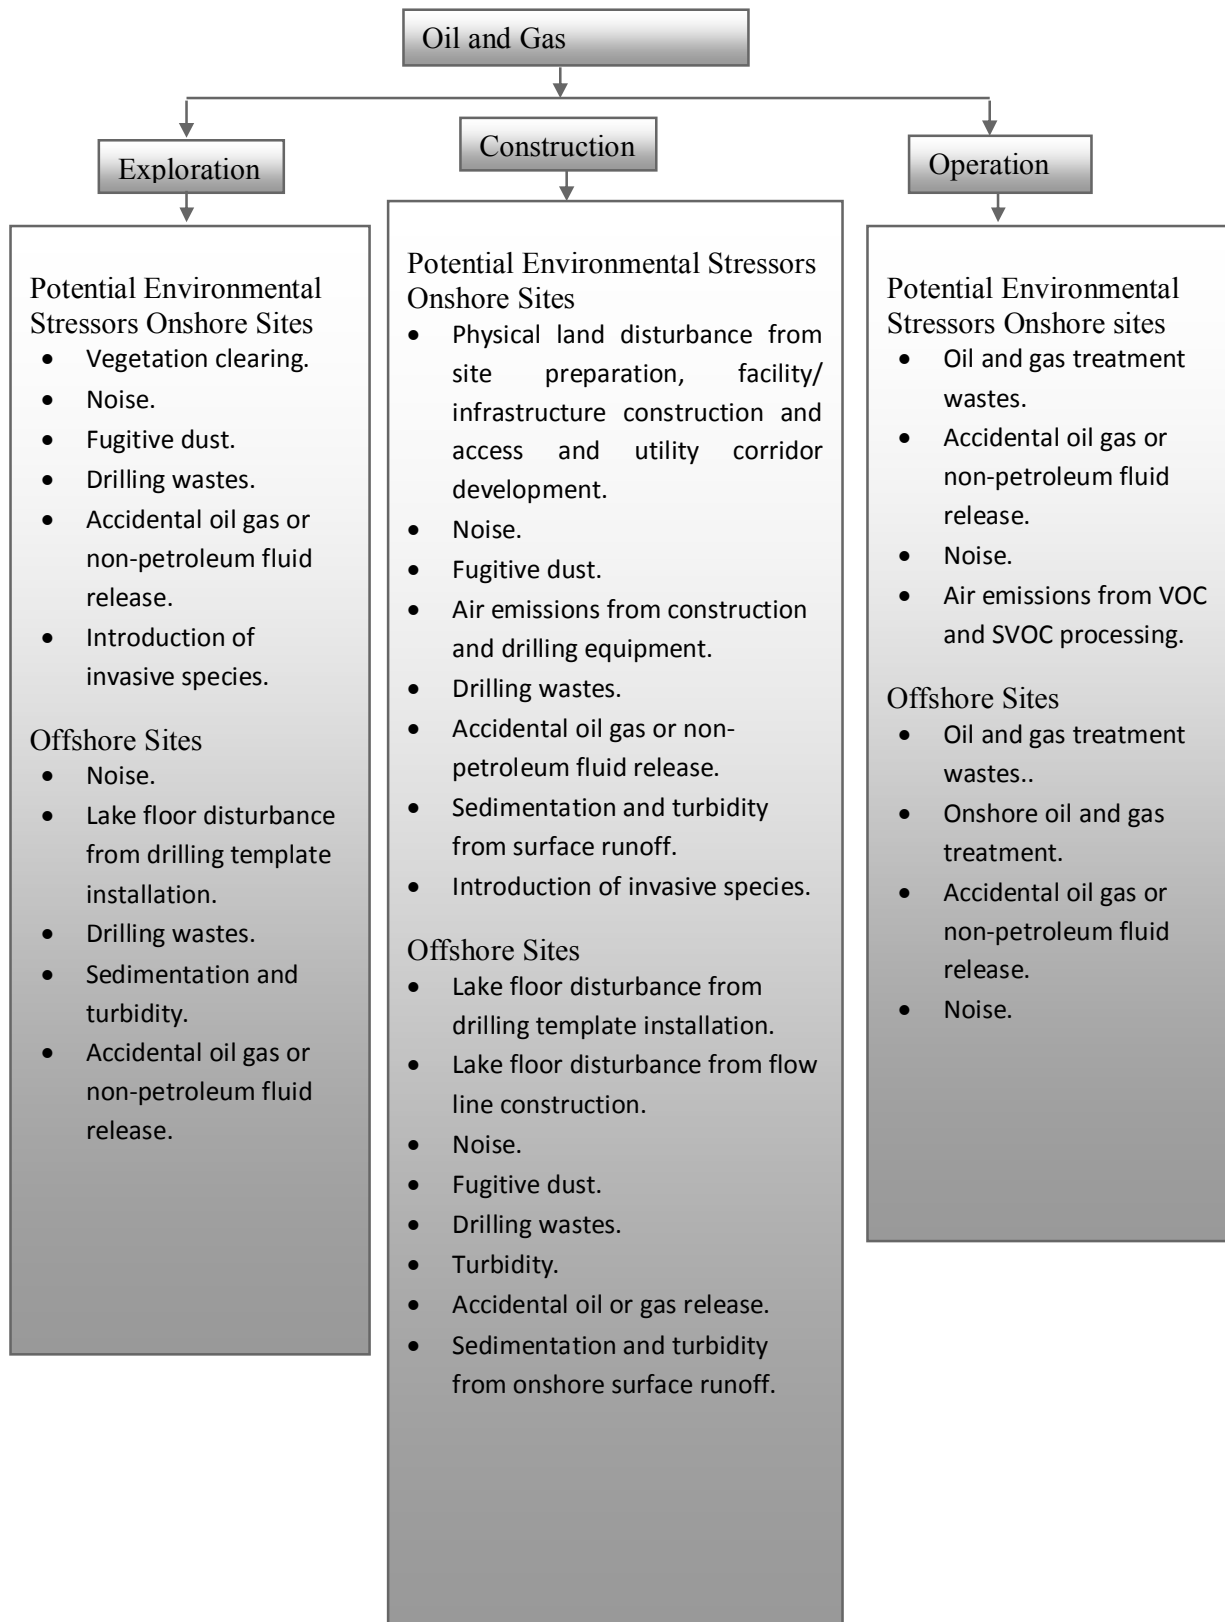 Oil and Gas
Exploration
Construction
Operation
Potential Environmental
Stressors Onshore Sites
• Vegetation clearing.
• Noise.
• Fugitive dust.
• Drilling wastes.
• Accidental oil gas or
non-petroleum fluid
release.
• Introduction of
invasive species.
Offshore Sites
• Noise.
• Lake floor disturbance
from drilling template
installation.
• Drilling wastes.
• Sedimentation and
turbidity.
• Accidental oil gas or
non-petroleum fluid
release.
Potential Environmental Stressors
Onshore Sites
• Physical land disturbance from
site preparation, facility/
infrastructure construction and
access and utility corridor
development.
• Noise.
• Fugitive dust.
• Air emissions from construction
and drilling equipment.
• Drilling wastes.
• Accidental oil gas or non-
petroleum fluid release.
• Sedimentation and turbidity
from surface runoff.
• Introduction of invasive species.
Offshore Sites
• Lake floor disturbance from
drilling template installation.
• Lake floor disturbance from flow
line construction.
• Noise.
• Fugitive dust.
• Drilling wastes.
• Turbidity.
• Accidental oil or gas release.
• Sedimentation and turbidity
from onshore surface runoff.
Potential Environmental
Stressors Onshore sites
• Oil and gas treatment
wastes.
• Accidental oil gas or
non-petroleum fluid
release.
• Noise.
• Air emissions from VOC
and SVOC processing.
Offshore Sites
• Oil and gas treatment
wastes..
• Onshore oil and gas
treatment.
• Accidental oil gas or
non-petroleum fluid
release.
• Noise.